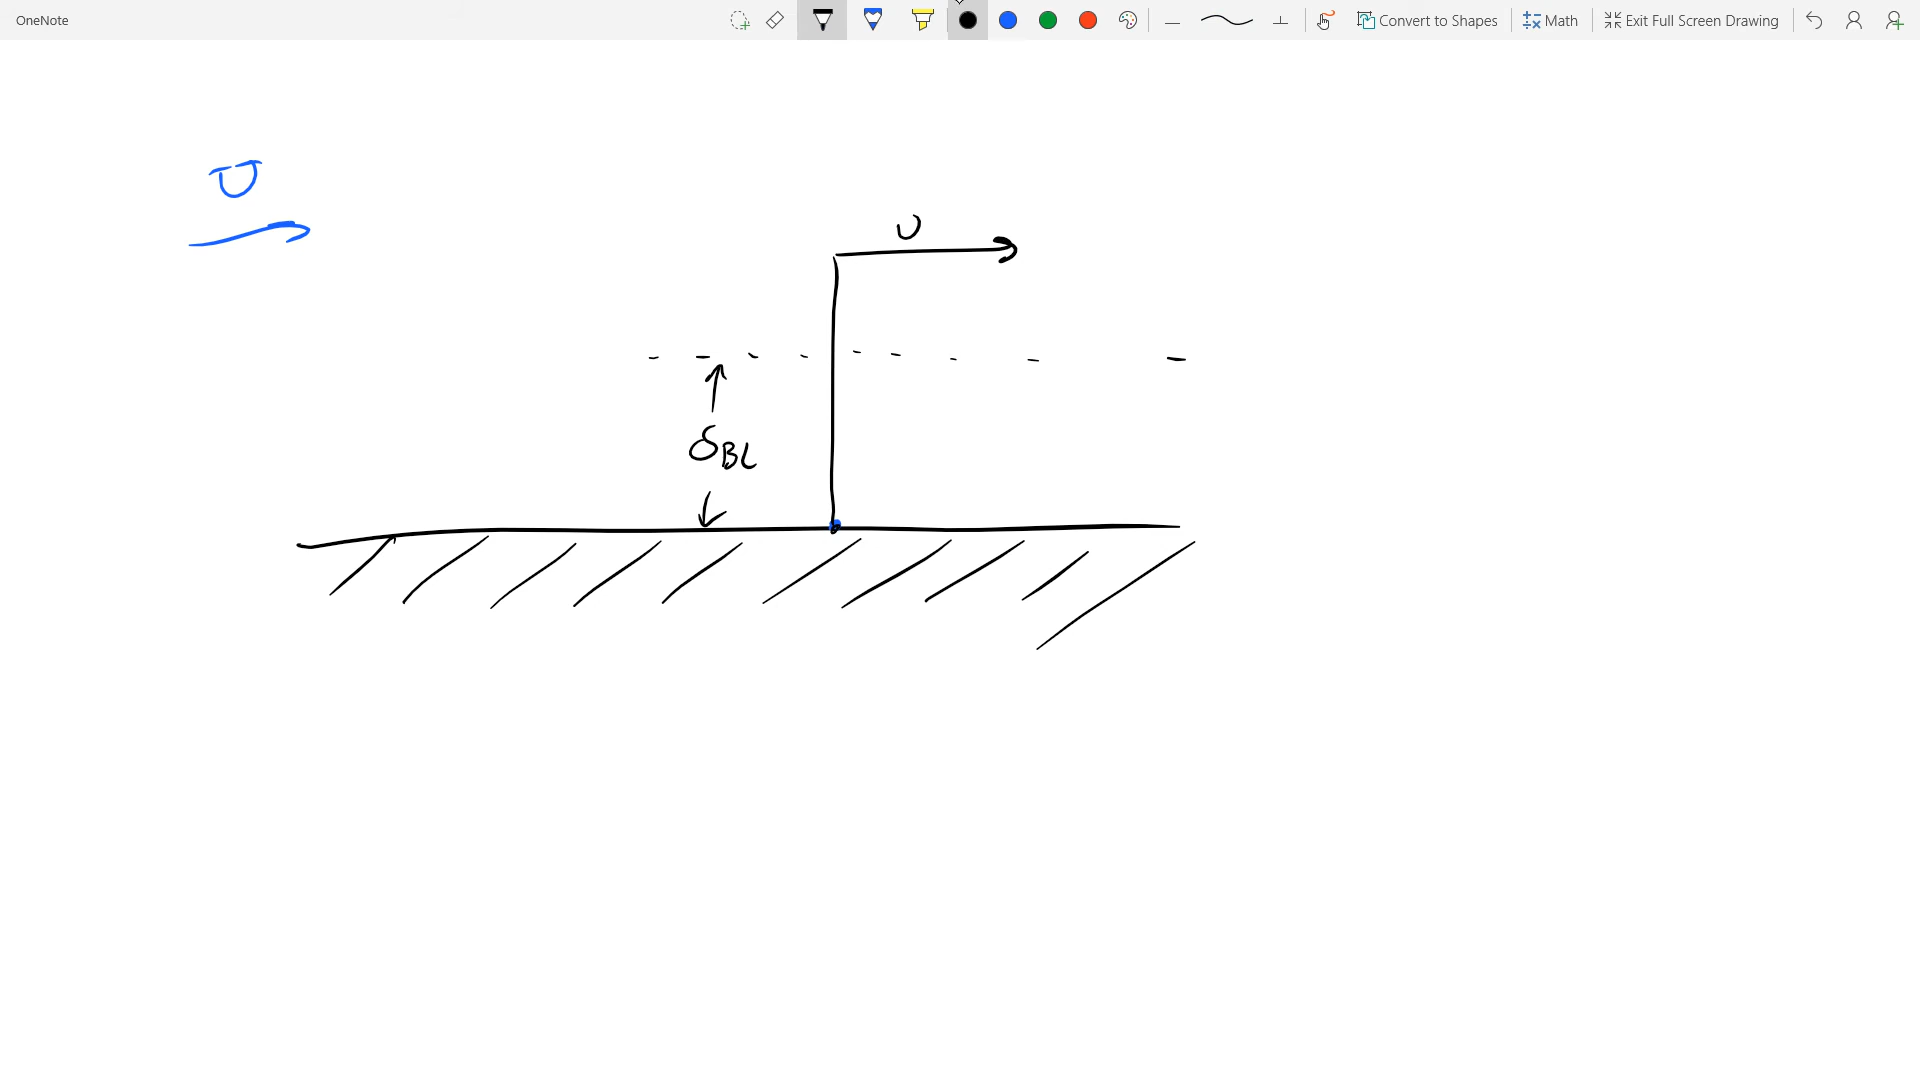 OneNote
Convert to Shapes
Math
Exit Full Screen Drawing
U
U
δBL